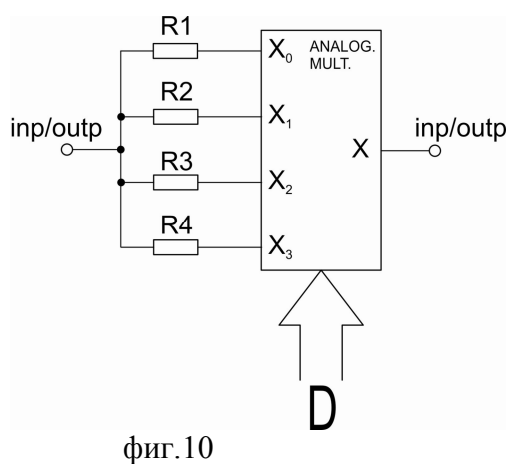 R1
X₀ ANALOG.
MULT.
R2
X₁
inp/outp
X
inp/outp
R3
X₂
R4
X₃
D
фиг.10